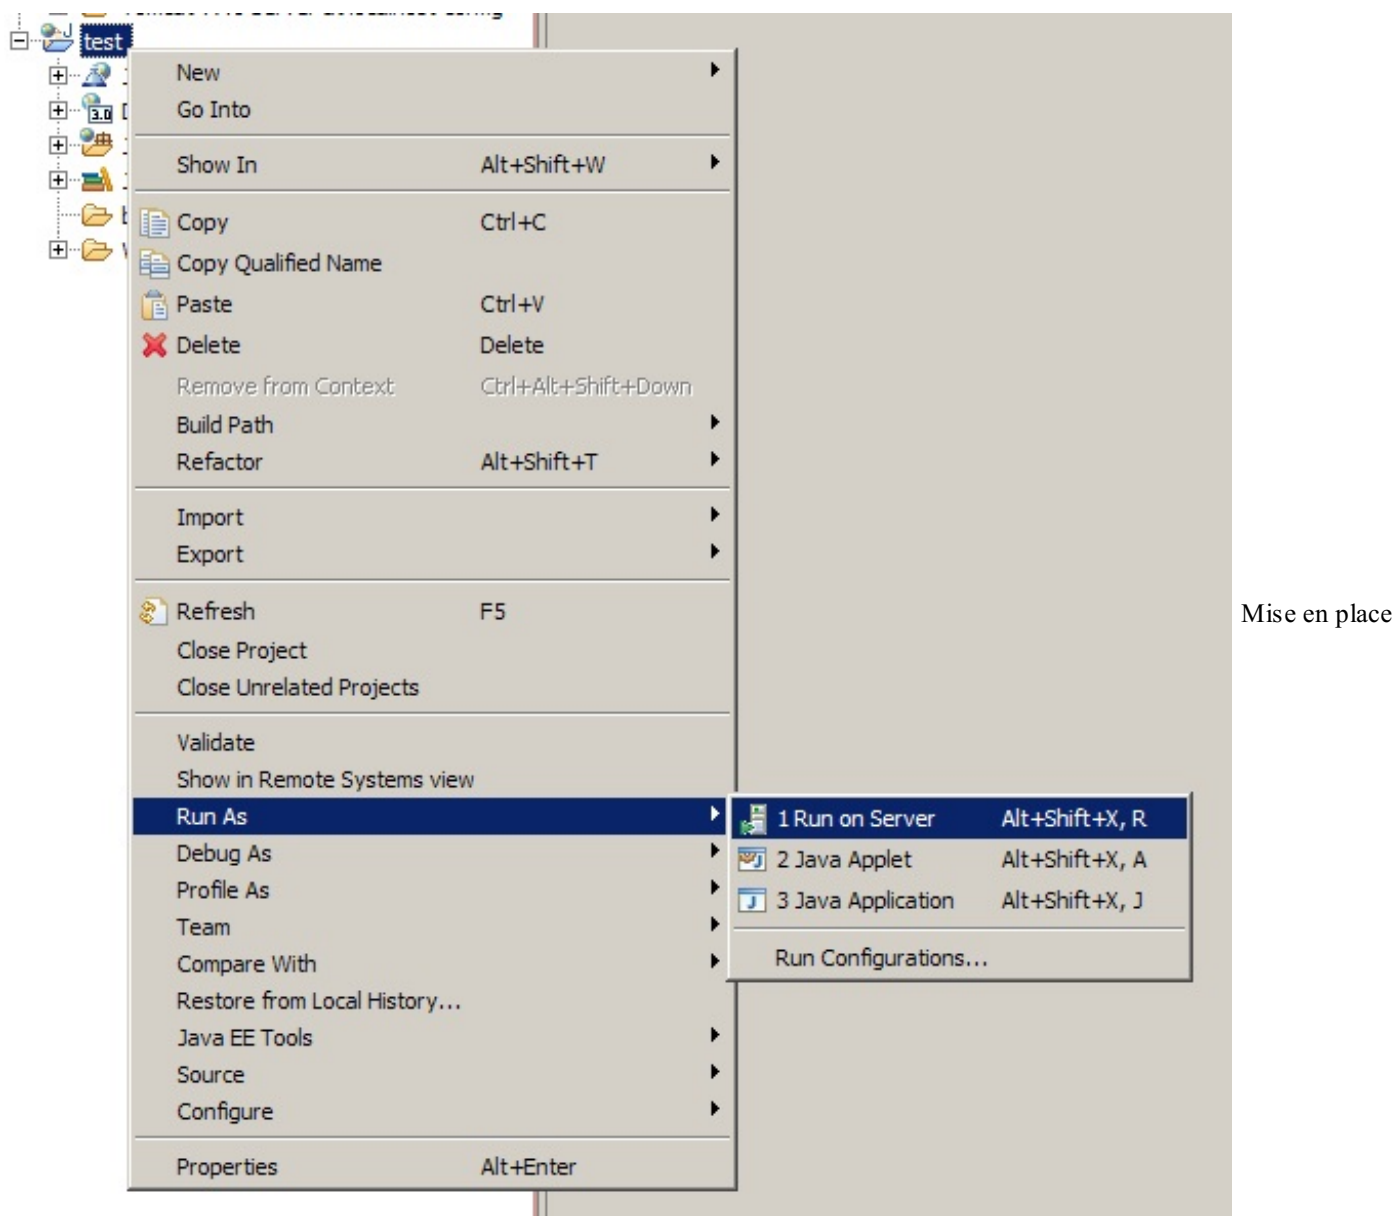 test
New
Go Into
Show In Alt+Shift+W
Copy Ctrl+C
Copy Qualified Name
Paste Ctrl+V
Delete Delete
Remove from Context Ctrl+Alt+Shift+Down
Build Path
Refactor Alt+Shift+T
Import
Export
Refresh F5
Mise en place
Close Project
Close Unrelated Projects
Validate
Show in Remote Systems view
Run As
1 Run on Server Alt+Shift+X, R
Debug As
2 Java Applet Alt+Shift+X, A
Profile As
3 Java Application Alt+Shift+X, J
Team
Compare With
Run Configurations...
Restore from Local History...
Java EE Tools
Source
Configure
Properties Alt+Enter